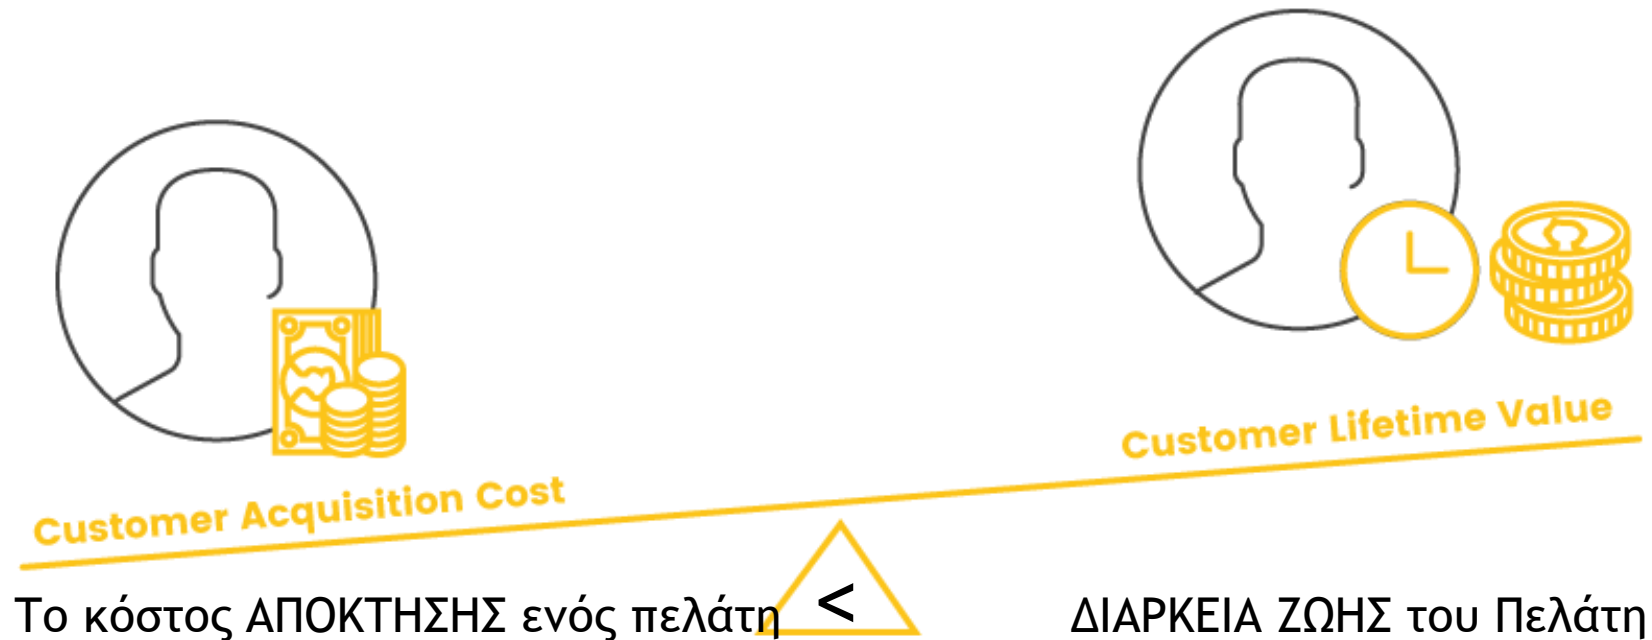 Customer Lifetime Value
Customer Acquisition Cost
Το κόστος ΑΠΟΚΤΗΣΗΣ ενός πελάτη < ΔΙΑΡΚΕΙΑ ΖΩΗΣ του Πελάτη